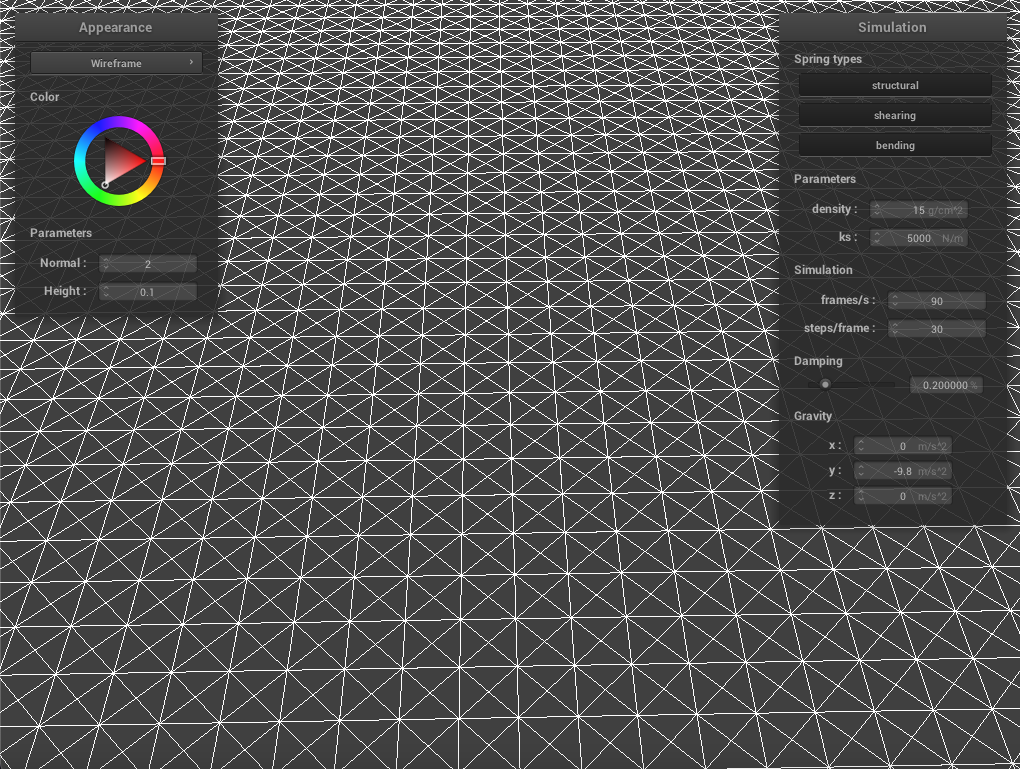 Appearance
Wireframe ›
Color
Parameters
Normal : 2
Height : 0.1
Simulation
Spring types
structural
shearing
bending
Parameters
density : 15 g/cm^2
ks : 5000 N/m
Simulation
frames/s : 90
steps/frame : 30
Damping
0.200000 %
Gravity
x : 0 m/s^2
y : -9.8 m/s^2
z : 0 m/s^2